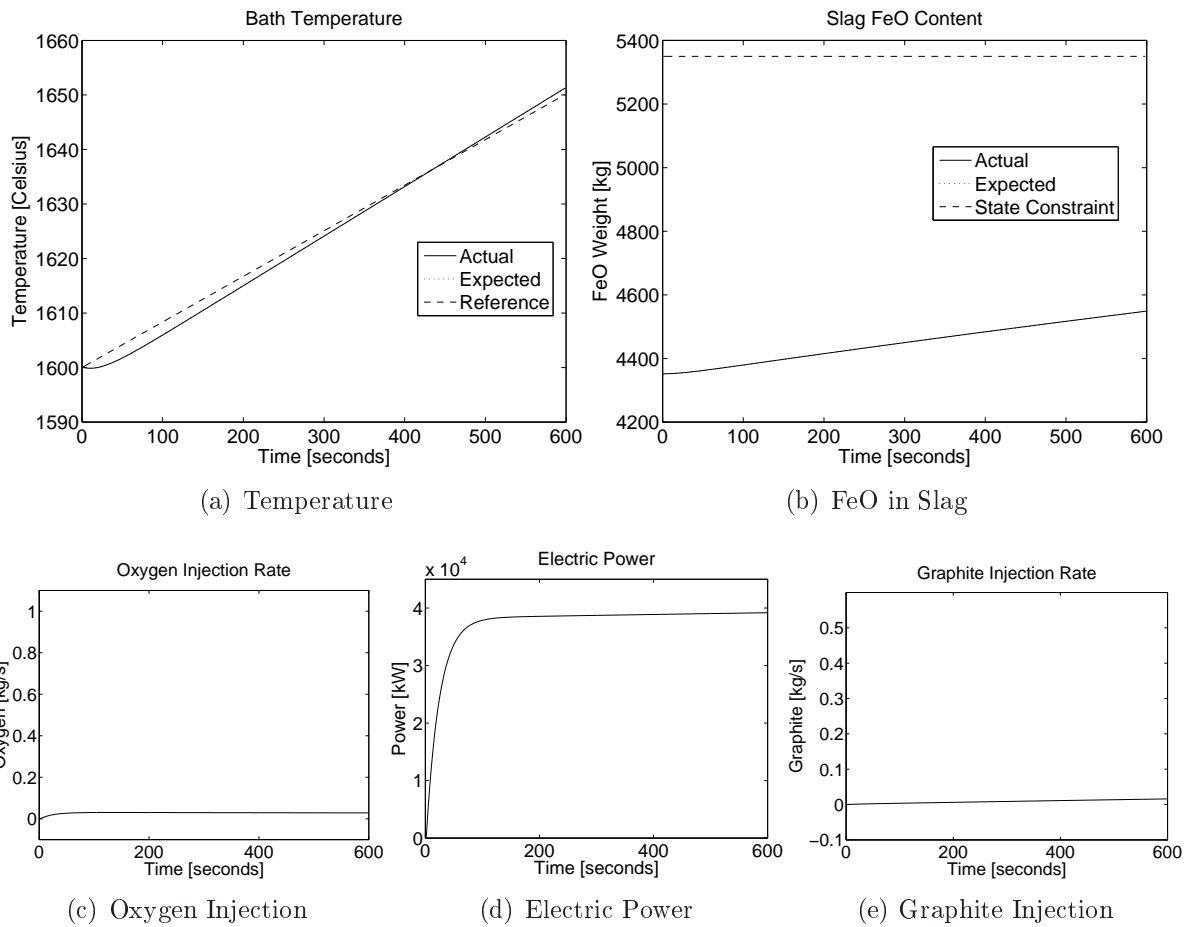 Bath Temperature
1660
1650
1640
1630
1620
1610
1600
1590
Temperature [Celsius]
Actual
Expected
Reference
0 100 200 300 400 500 600
Time [seconds]
(a) Temperature
Slag FeO Content
5400
5200
5000
4800
4600
4400
4200
FeO Weight [kg]
Actual
Expected
State Constraint
0 100 200 300 400 500 600
Time [seconds]
(b) FeO in Slag
Oxygen Injection Rate
1
0.8
0.6
0.4
0.2
0
Oxygen [kg/s]
0 200 400 600
Time [seconds]
(c) Oxygen Injection
Electric Power
x 10^4
4
3
2
1
0
Power [kW]
0 200 400 600
Time [seconds]
(d) Electric Power
Graphite Injection Rate
0.5
0.4
0.3
0.2
0.1
0
−0.1
Graphite [kg/s]
0 200 400 600
Time [seconds]
(e) Graphite Injection